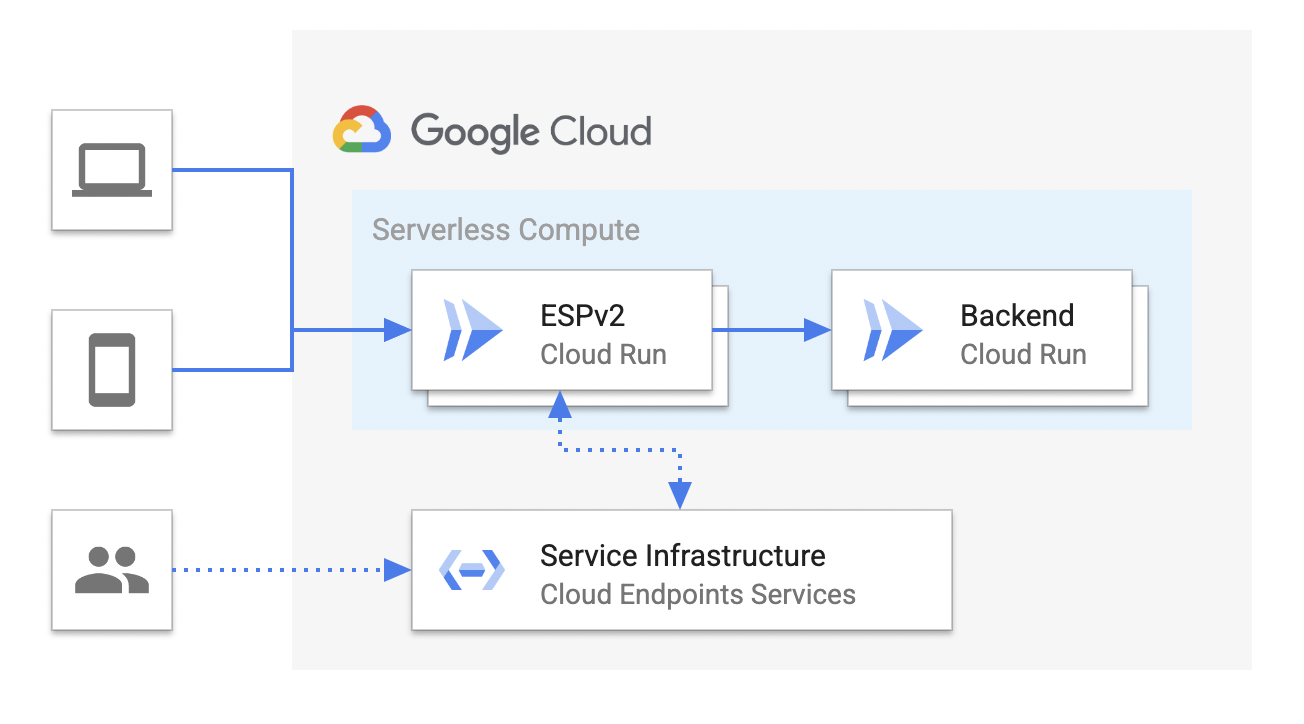 Google Cloud
Serverless Compute
ESPv2
Cloud Run
Backend
Cloud Run
Service Infrastructure
Cloud Endpoints Services